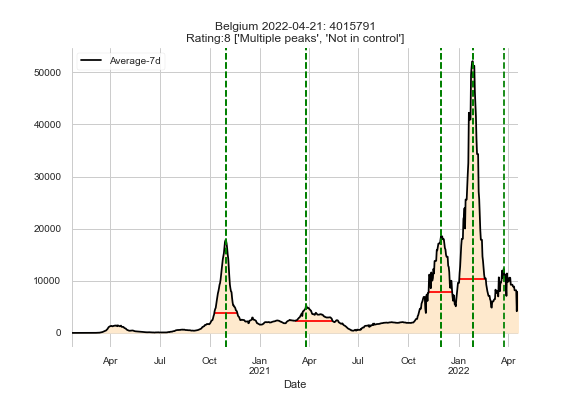 Belgium 2022-04-21: 4015791
Rating:8 ['Multiple peaks', 'Not in control']
Average-7d
50000
40000
30000
20000
10000
0
Apr Jul Oct Jan Apr Jul Oct Jan Apr
2021 2022
Date